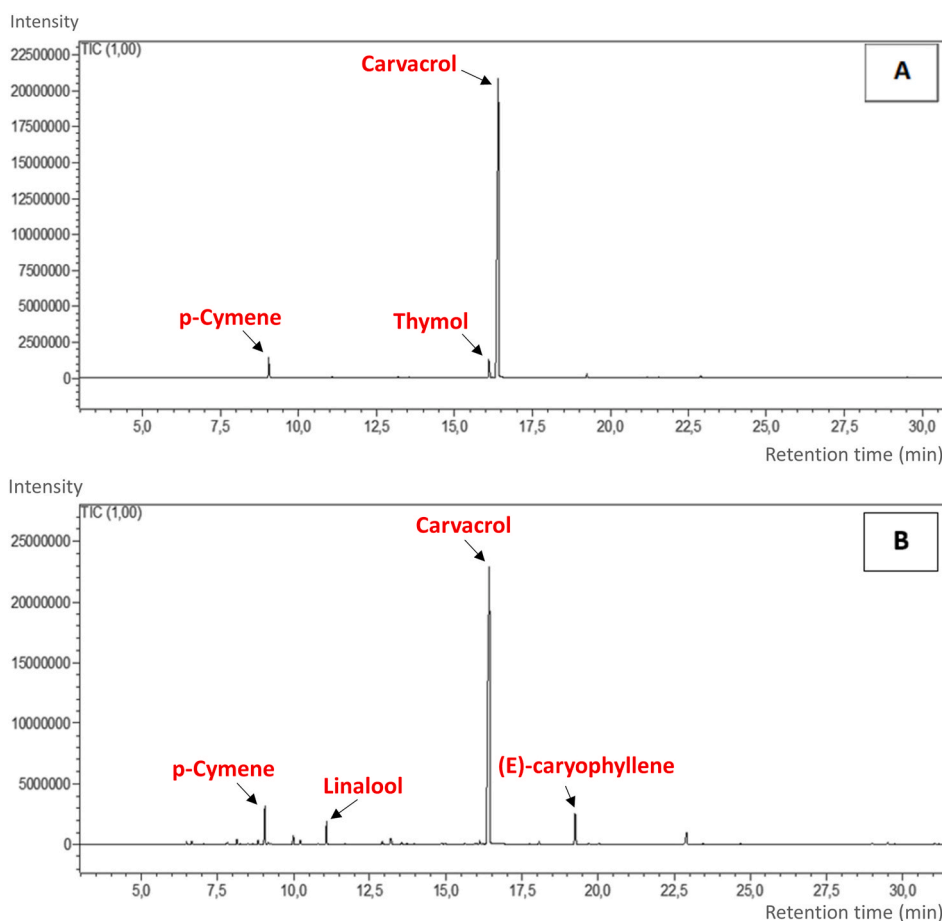 Intensity
TIC (1,00)
22500000
Carvacrol
A
20000000
17500000
15000000
12500000
10000000
7500000
5000000
p-Cymene
Thymol
2500000
0
5,0 7,5 10,0 12,5 15,0 17,5 20,0 22,5 25,0 27,5 30,0
Retention time (min)
Intensity
TIC (1,00)
Carvacrol
B
25000000
20000000
15000000
10000000
p-Cymene
Linalool
(E)-caryophyllene
5000000
0
5,0 7,5 10,0 12,5 15,0 17,5 20,0 22,5 25,0 27,5 30,0
Retention time (min)